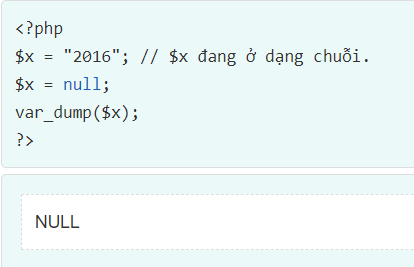 <?php
$x = "2016"; // $x đang ở dạng chuỗi.
$x = null;
var_dump($x);
?>
NULL